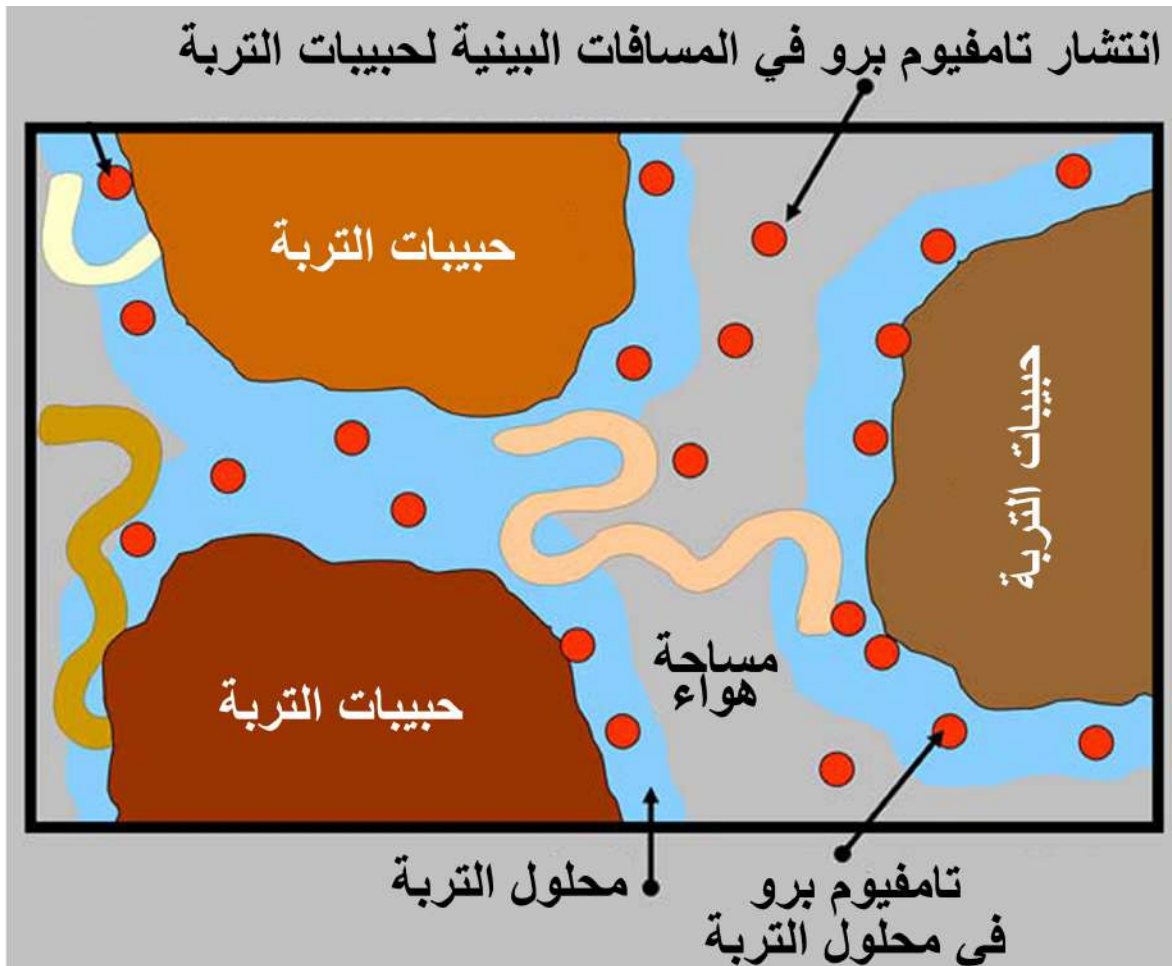 انتشار تامفيوم برو في المسافات البينية لحبيبات التربة
حبيبات التربة
حبيبات التربة
حبيبات التربة
مساحة
هواء
محلول التربة
تامفيوم برو
في محلول التربة